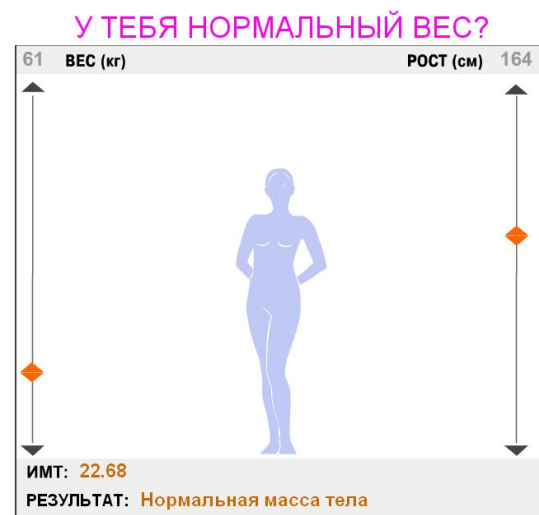 У ТЕБЯ НОРМАЛЬНЫЙ ВЕС?
61 ВЕС (кг) РОСТ (см) 164
ИМТ: 22.68
РЕЗУЛЬТАТ: Нормальная масса тела